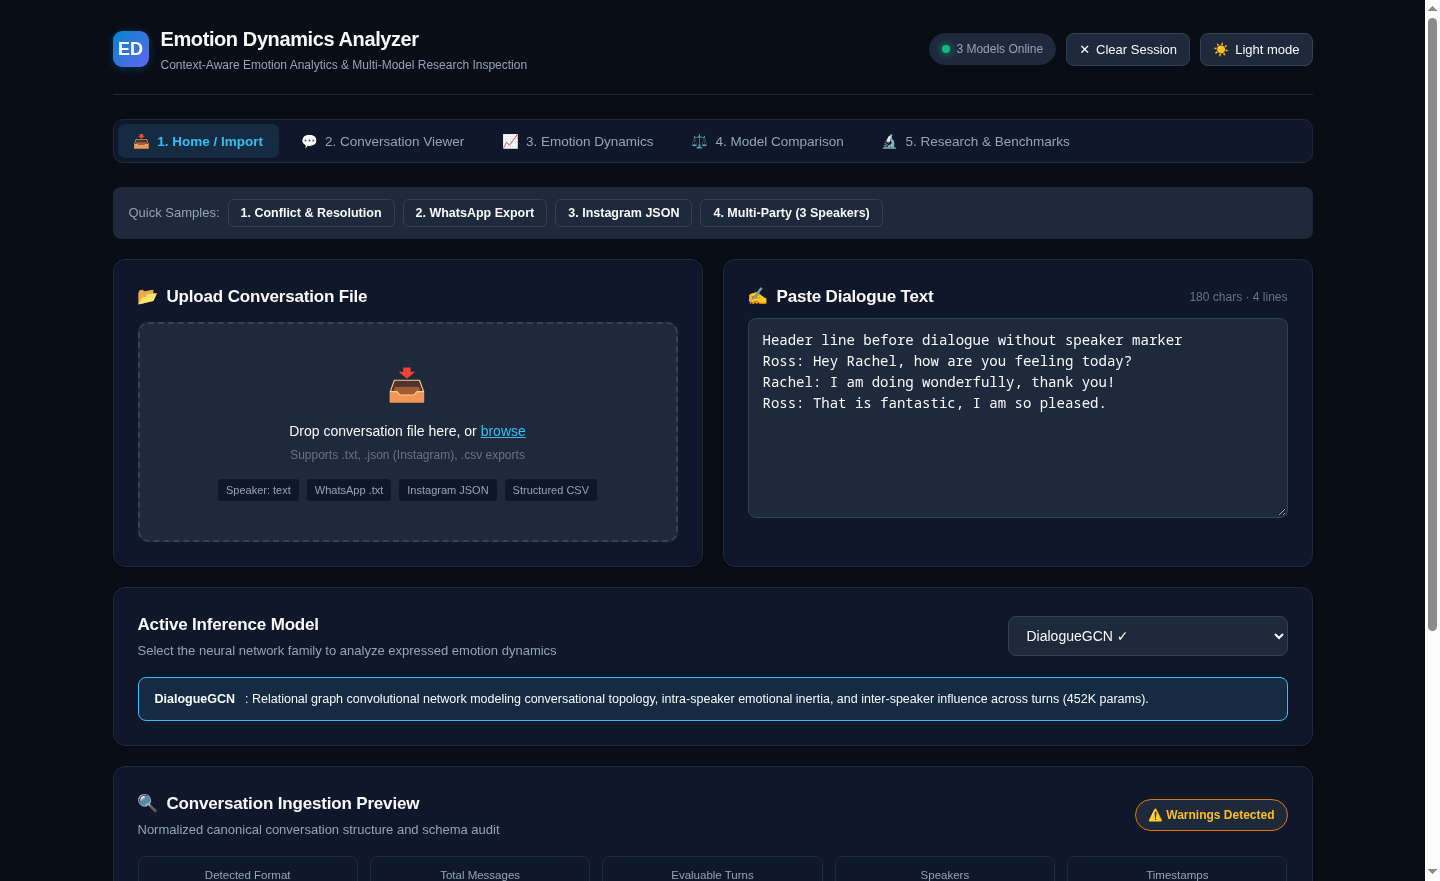 ED
Emotion Dynamics Analyzer
Context-Aware Emotion Analytics & Multi-Model Research Inspection
3 Models Online
✕ Clear Session
☀️ Light mode
📥 1. Home / Import
💬 2. Conversation Viewer
📈 3. Emotion Dynamics
⚖️ 4. Model Comparison
🔬 5. Research & Benchmarks
Quick Samples:
1. Conflict & Resolution
2. WhatsApp Export
3. Instagram JSON
4. Multi-Party (3 Speakers)
📂 Upload Conversation File
Drop conversation file here, or browse
Supports .txt, .json (Instagram), .csv exports
Speaker: text
WhatsApp .txt
Instagram JSON
Structured CSV
✍️ Paste Dialogue Text
180 chars · 4 lines
Header line before dialogue without speaker marker
Ross: Hey Rachel, how are you feeling today?
Rachel: I am doing wonderfully, thank you!
Ross: That is fantastic, I am so pleased.
Active Inference Model
Select the neural network family to analyze expressed emotion dynamics
DialogueGCN ✓
DialogueGCN : Relational graph convolutional network modeling conversational topology, intra-speaker emotional inertia, and inter-speaker influence across turns (452K params).
🔍 Conversation Ingestion Preview
Normalized canonical conversation structure and schema audit
⚠️ Warnings Detected
Detected Format
Total Messages
Evaluable Turns
Speakers
Timestamps